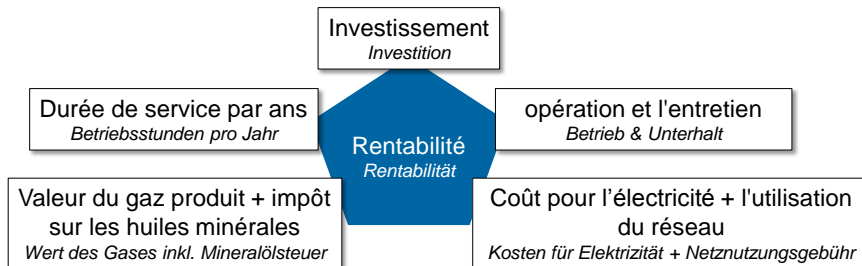 Investissement
Investition
Durée de service par ans
Betriebsstunden pro Jahr
opération et l'entretien
Betrieb & Unterhalt
Rentabilité
Rentabilität
Valeur du gaz produit + impôt
sur les huiles minérales
Wert des Gases inkl. Mineralölsteuer
Coût pour l’électricité + l'utilisation
du réseau
Kosten für Elektrizität + Netznutzungsgebühr